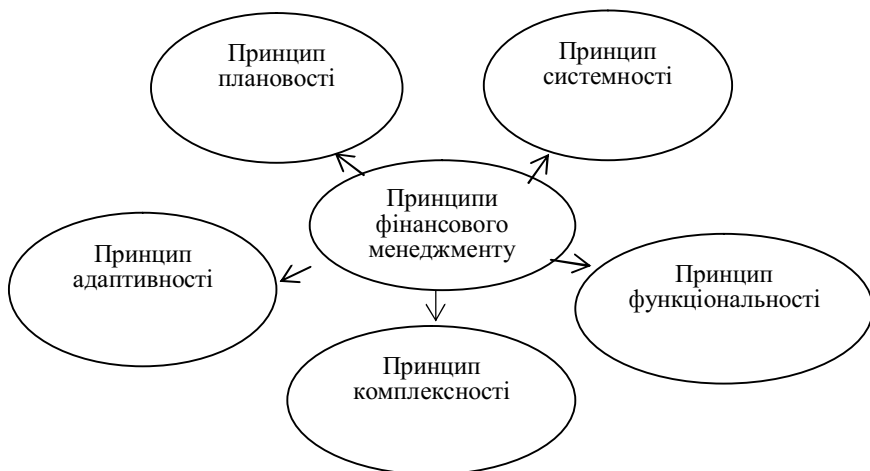 Принцип
плановості
Принцип
системності
Принципи
фінансового
менеджменту
Принцип
адаптивності
Принцип
функціональності
Принцип
комплексності